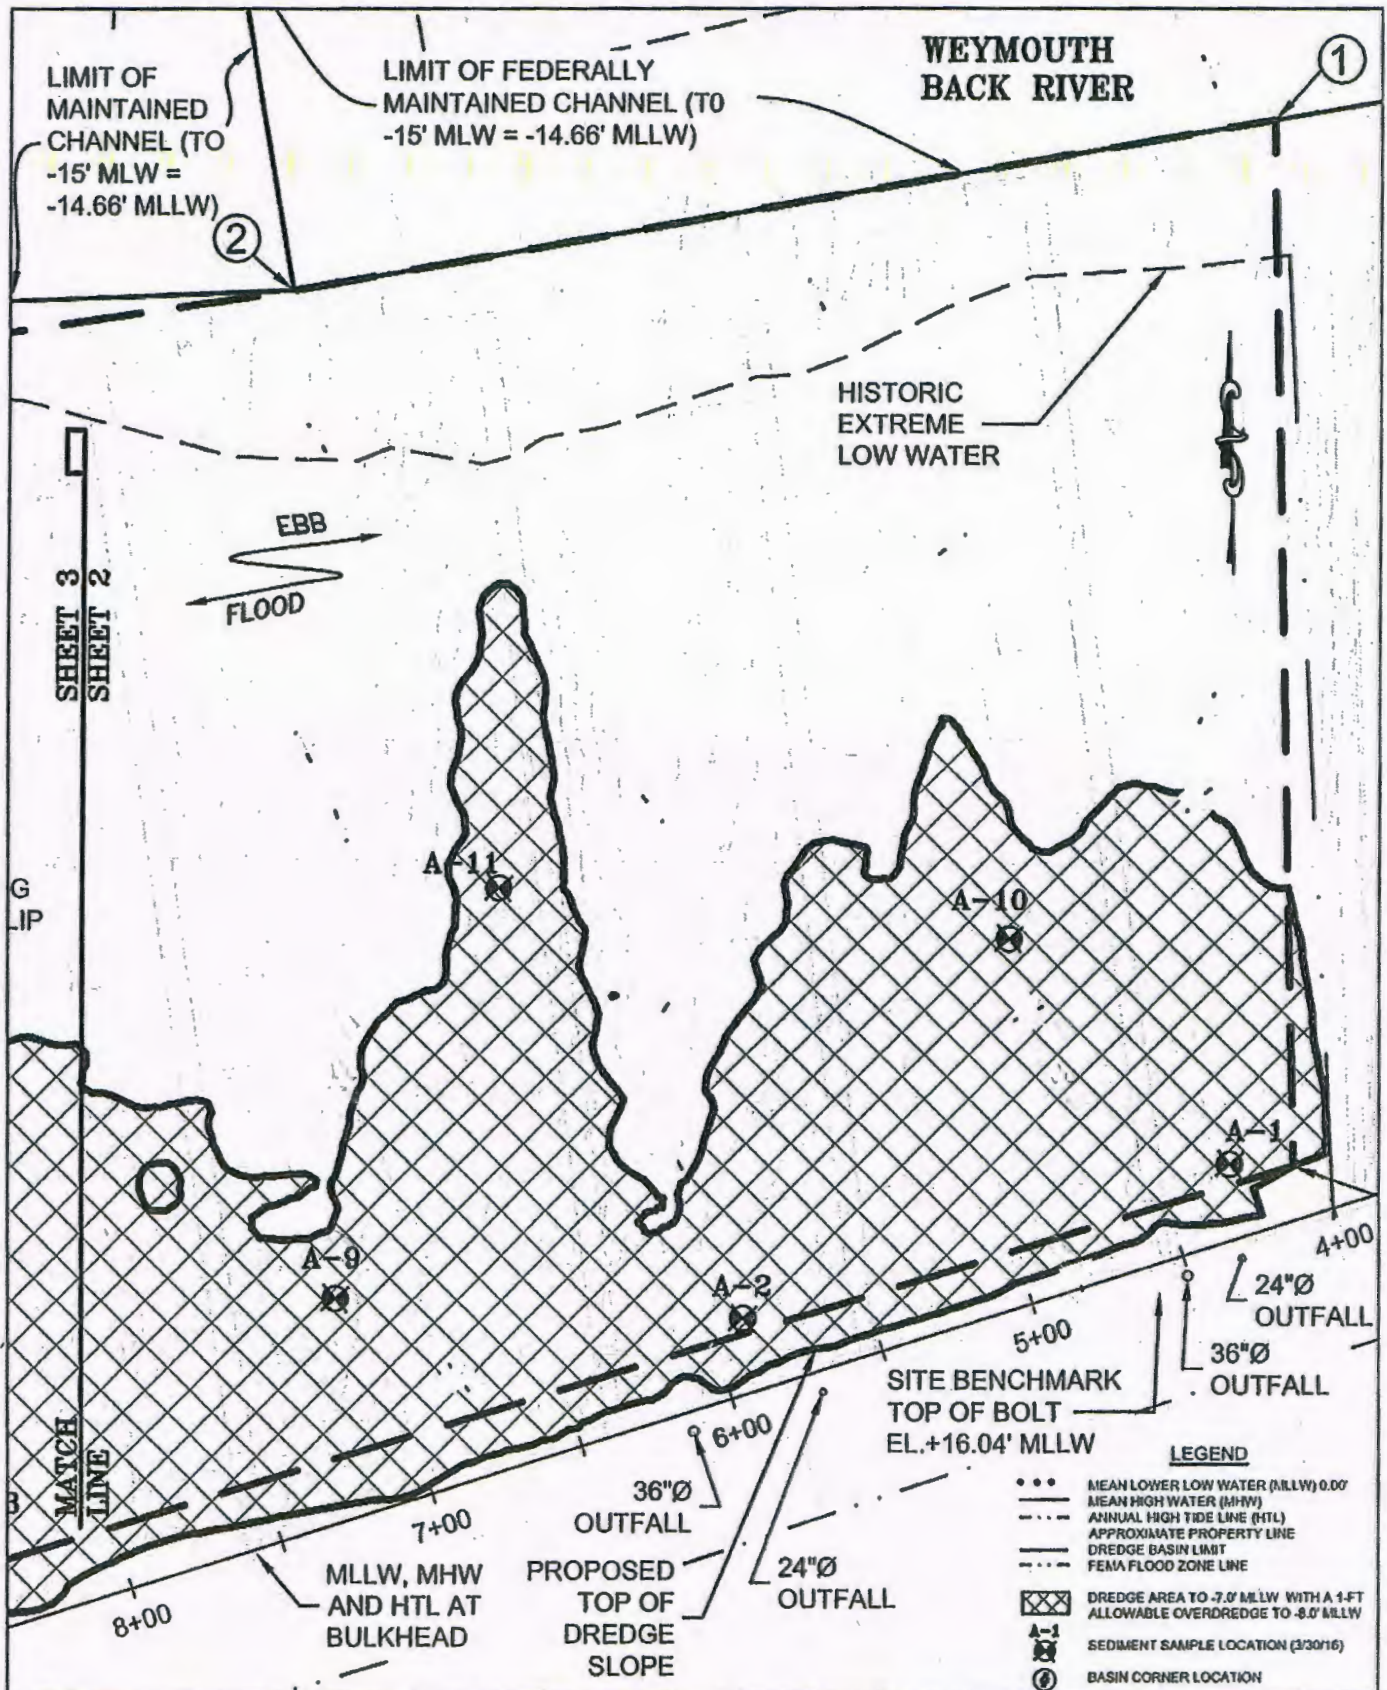 WEYMOUTH
BACK RIVER
1
LIMIT OF
MAINTAINED
CHANNEL (TO
-15' MLW =
-14.66' MLLW)
LIMIT OF FEDERALLY
MAINTAINED CHANNEL (TO
-15' MLW = -14.66' MLLW)
2
HISTORIC
EXTREME
LOW WATER
EBB
FLOOD
SHEET 3
SHEET 2
A-11
A-10
G
LIP
A-1
A-9
A-2
4+00
24"Ø
OUTFALL
5+00
36"Ø
OUTFALL
SITE BENCHMARK
TOP OF BOLT
EL.+16.04' MLLW
6+00
36"Ø
OUTFALL
MATCH
LINE
3
7+00
24"Ø
OUTFALL
PROPOSED
TOP OF
DREDGE
SLOPE
MLLW, MHW
AND HTL AT
BULKHEAD
8+00
LEGEND
MEAN LOWER LOW WATER (MLLW) 0.00'
MEAN HIGH WATER (MHW)
ANNUAL HIGH TIDE LINE (HTL)
APPROXIMATE PROPERTY LINE
DREDGE BASIN LIMIT
FEMA FLOOD ZONE LINE
DREDGE AREA TO -7.0' MLLW WITH A 1-FT
ALLOWABLE OVERDREDGE TO -8.0' MLLW
A-1
SEDIMENT SAMPLE LOCATION (3/30/16)
#
BASIN CORNER LOCATION